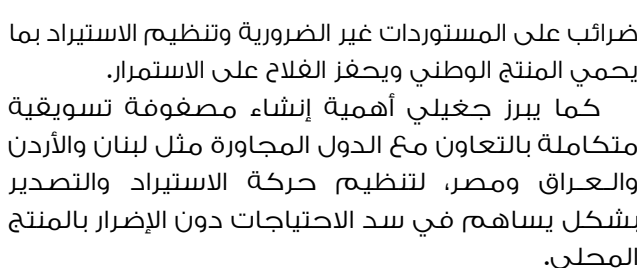 ضرائب على المستوردات غير الضرورية وتنظيم الاستيراد بما
يحمي المنتج الوطني ويحفز الفلاح على الاستمرار.
كما يبرز جغيلي أهمية إنشاء مصفوفة تسويقية
متكاملة بالتعاون مع الدول المجاورة مثل لبنان والأردن
والعراق ومصر، لتنظيم حركة الاستيراد والتصدير
بشكل يساهم في سد الاحتياجات دون الإضرار بالمنتج
المحلي.